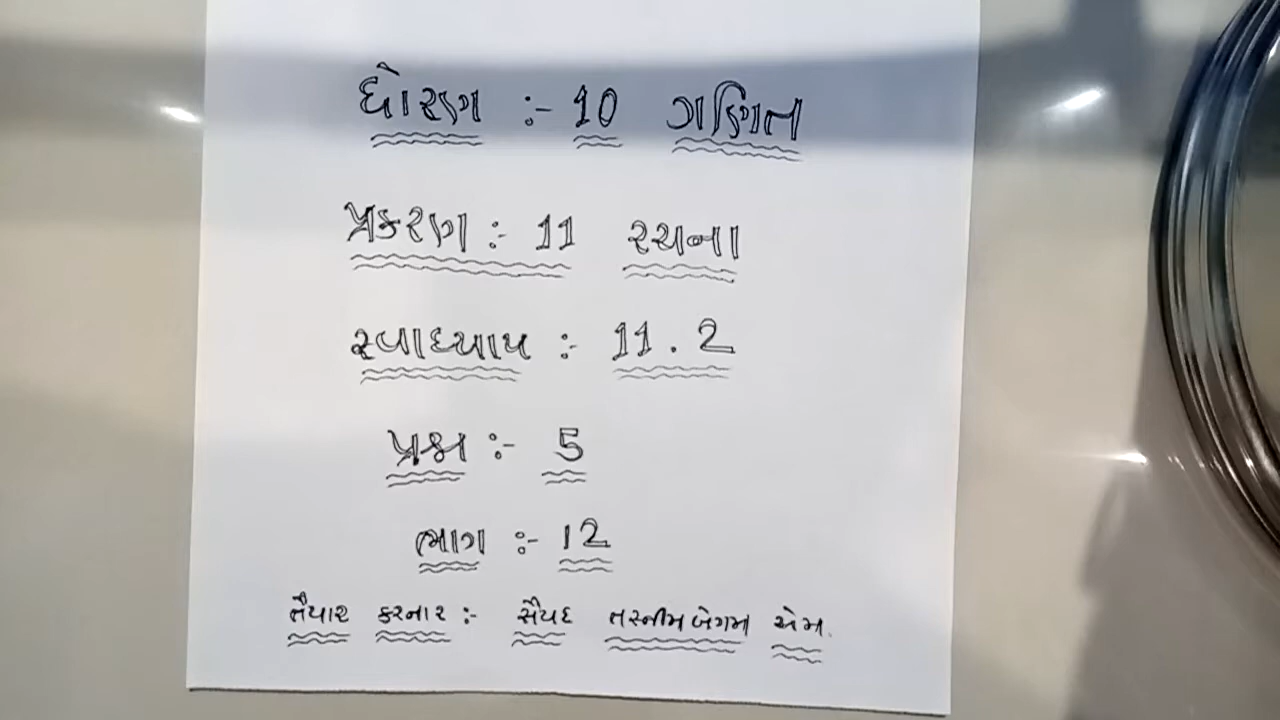 ધોરણ :- 10 ગણિત
પ્રકરણ :- 11 રચના
સ્વાધ્યાય :- 11.2
પ્રશ્ન :- 5
ભાગ :- 12
તૈયાર કરનાર :- સૈયદ તસ્નીમબેગમ એમ.